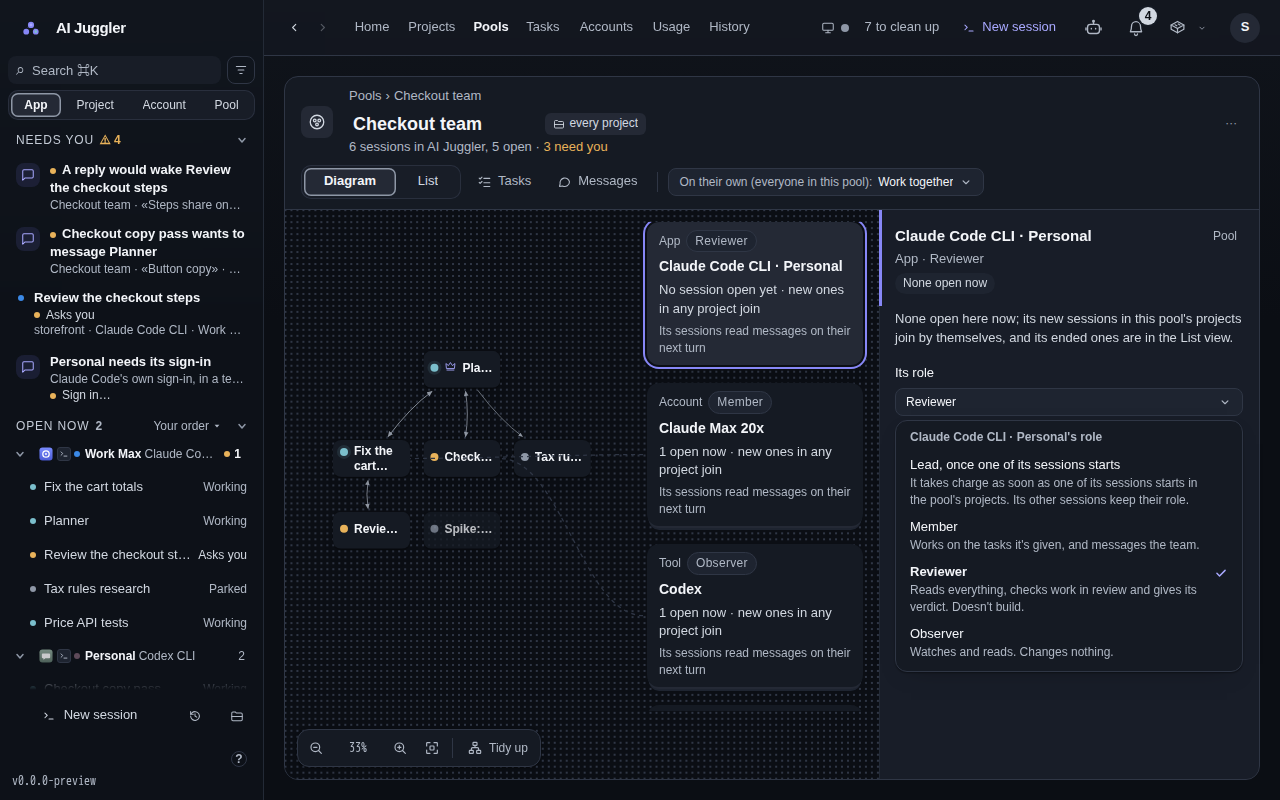 AI Juggler
Search ⌘K
App Project Account Pool
NEEDS YOU 4
A reply would wake Review
the checkout steps
Checkout team · «Steps share on…
Checkout copy pass wants to
message Planner
Checkout team · «Button copy» · …
Review the checkout steps
Asks you
storefront · Claude Code CLI · Work …
Personal needs its sign-in
Claude Code's own sign-in, in a te…
Sign in…
OPEN NOW 2 Your order
Work Max Claude Co… 1
Fix the cart totals Working
Planner Working
Review the checkout st… Asks you
Tax rules research Parked
Price API tests Working
Personal Codex CLI 2
Checkout copy pass Working
New session
?
v0.0.0-preview
Home Projects Pools Tasks Accounts Usage History
7 to clean up
New session
4
S
Pools › Checkout team
Checkout team
every project
6 sessions in AI Juggler, 5 open · 3 need you
Diagram List Tasks Messages
On their own (everyone in this pool): Work together
Pla…
Fix the
cart…
Check…
Tax ru…
Revie…
Spike:…
App Reviewer
Claude Code CLI · Personal
No session open yet · new ones
in any project join
Its sessions read messages on their
next turn
Account Member
Claude Max 20x
1 open now · new ones in any
project join
Its sessions read messages on their
next turn
Tool Observer
Codex
1 open now · new ones in any
project join
Its sessions read messages on their
next turn
33%
Tidy up
Claude Code CLI · Personal Pool
App · Reviewer
None open now
None open here now; its new sessions in this pool's projects
join by themselves, and its ended ones are in the List view.
Its role
Reviewer
Claude Code CLI · Personal's role
Lead, once one of its sessions starts
It takes charge as soon as one of its sessions starts in
the pool's projects. Its other sessions keep their role.
Member
Works on the tasks it's given, and messages the team.
Reviewer
Reads everything, checks work in review and gives its
verdict. Doesn't build.
Observer
Watches and reads. Changes nothing.